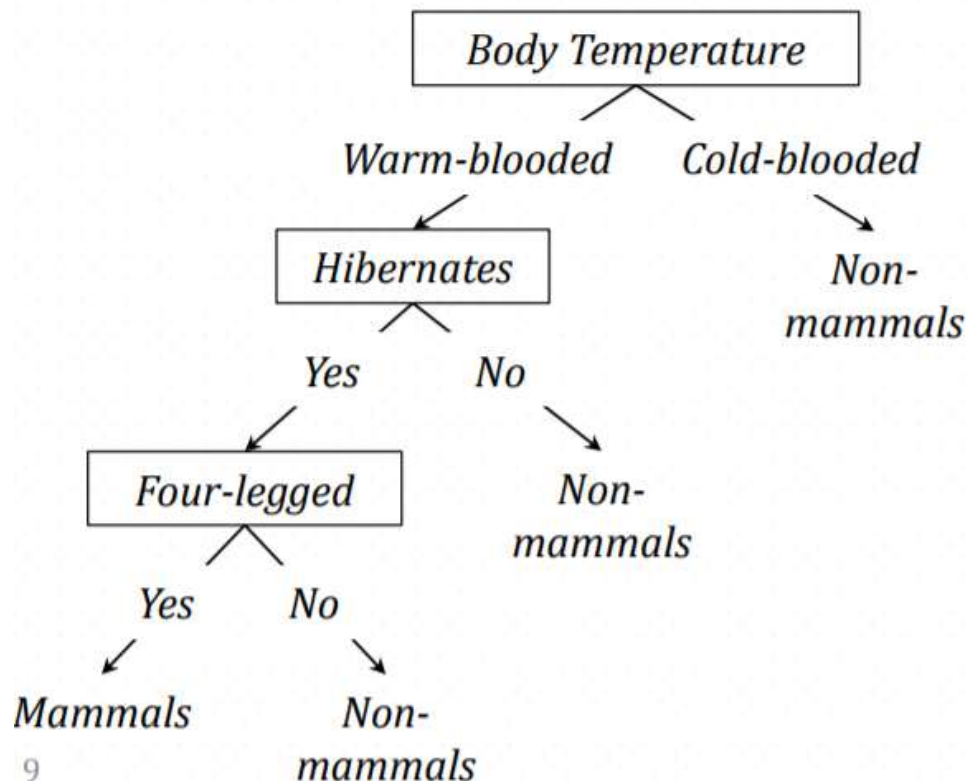 Body Temperature
Warm-blooded
Cold-blooded
Hibernates
Non-
mammals
Yes
No
Four-legged
Non-
mammals
Yes
No
Mammals
Non-
mammals
9